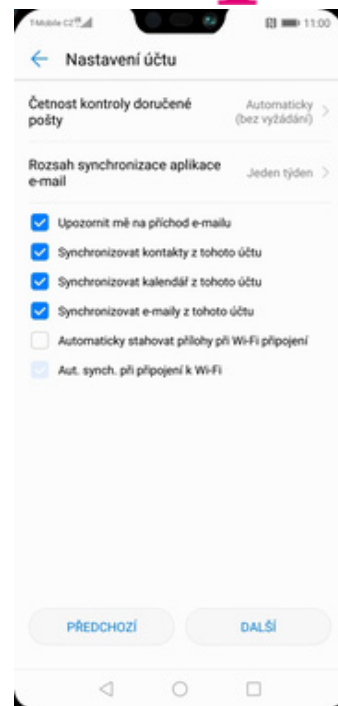 T-Mobile CZ 11:00
Nastavení účtu
Četnost kontroly doručené Automaticky
pošty (bez vyžádání)
Rozsah synchronizace aplikace
e-mail Jeden týden
Upozornit mě na příchod e-mailu
Synchronizovat kontakty z tohoto účtu
Synchronizovat kalendář z tohoto účtu
Synchronizovat e-maily z tohoto účtu
Automaticky stahovat přílohy při Wi-Fi připojení
Aut. synch. při připojení k Wi-Fi
PŘEDCHOZÍ DALŠÍ